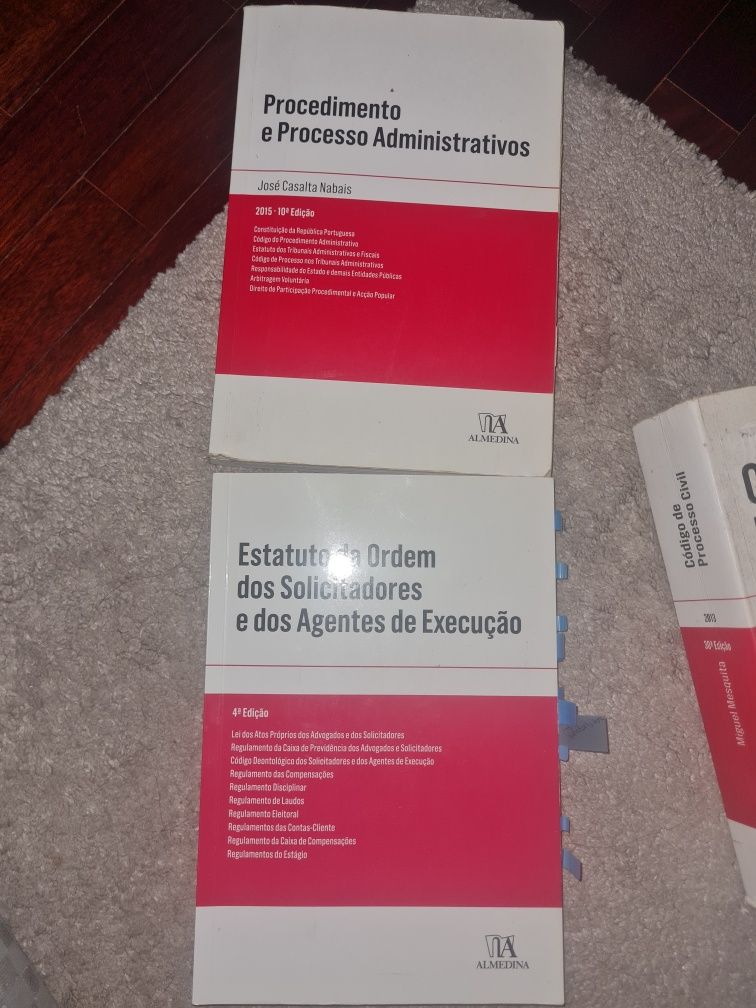 Procedimento
e Processo Administrativos
José Casalta Nabais
2015 - 10ª Edição
Constituição da República Portuguesa
Código do Procedimento Administrativo
Estatuto dos Tribunais Administrativos e Fiscais
Código de Processo nos Tribunais Administrativos
Responsabilidade do Estado e demais Entidades Públicas
Arbitragem Voluntária
Direito de Participação Procedimental e Acção Popular
ALMEDINA
Estatuto da Ordem
dos Solicitadores
e dos Agentes de Execução
4ª Edição
Lei dos Atos Próprios dos Advogados e dos Solicitadores
Regulamento da Caixa de Previdência dos Advogados e Solicitadores
Código Deontológico dos Solicitadores e dos Agentes de Execução
Regulamento das Compensações
Regulamento Disciplinar
Regulamento de Laudos
Regulamento Eleitoral
Regulamentos das Contas-Cliente
Regulamento da Caixa de Compensações
Regulamentos do Estágio
ALMEDINA
Código de
Processo Civil
2013
30ª Edição
Miguel Mesquita